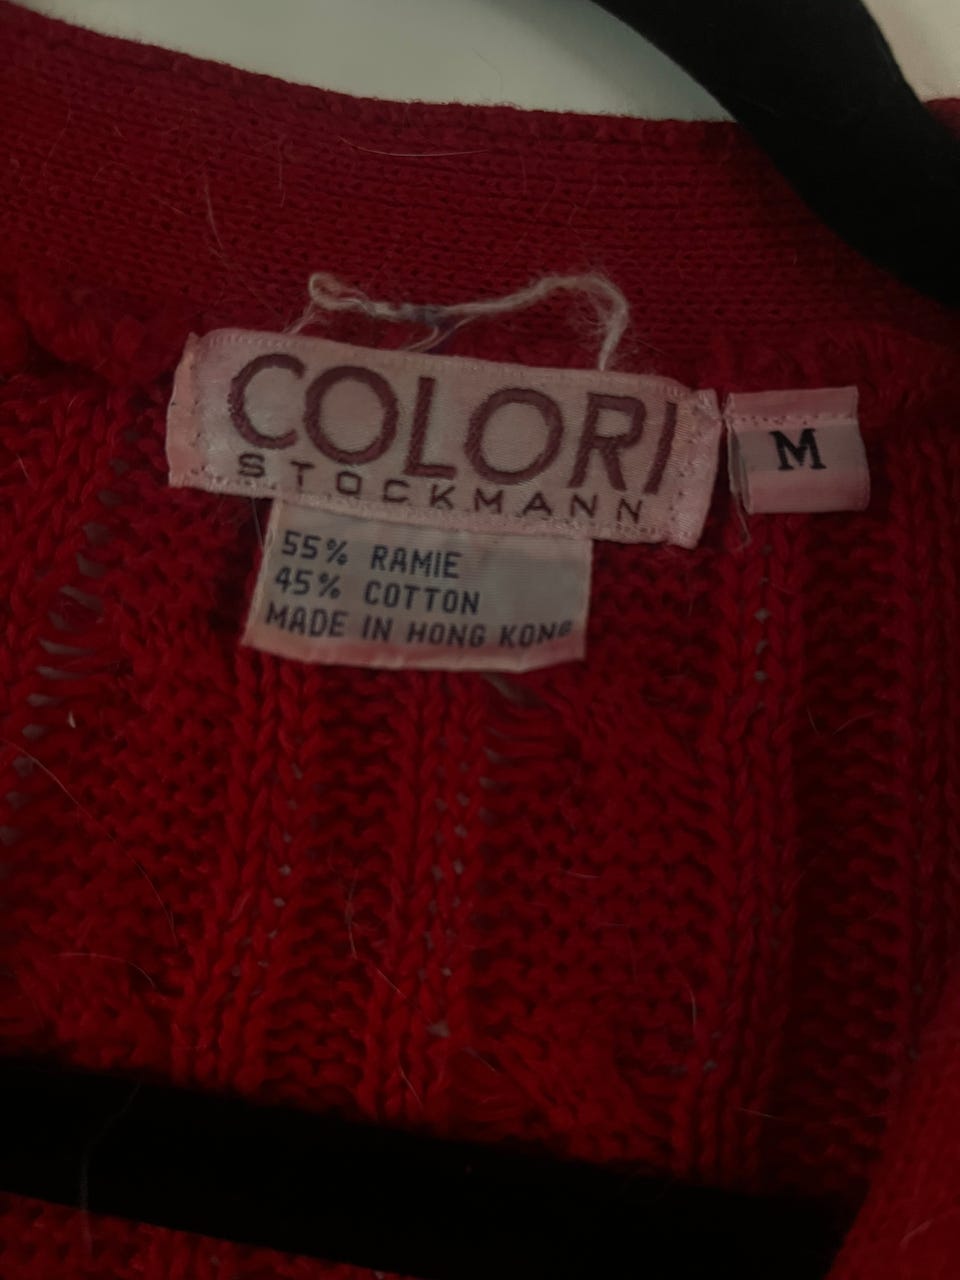 COLORI
STOCKMANN
M
55% RAMIE
45% COTTON
MADE IN HONG KONG